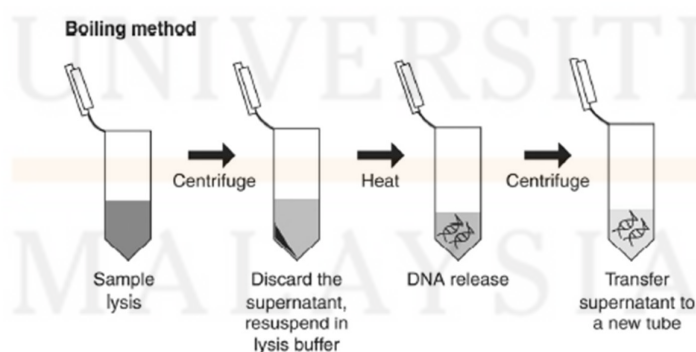 UNIVERSITI
Boiling method
Centrifuge
Heat
Centrifuge
MALAYSIA
Sample
lysis
Discard the
supernatant,
resuspend in
lysis buffer
DNA release
Transfer
supernatant to
a new tube